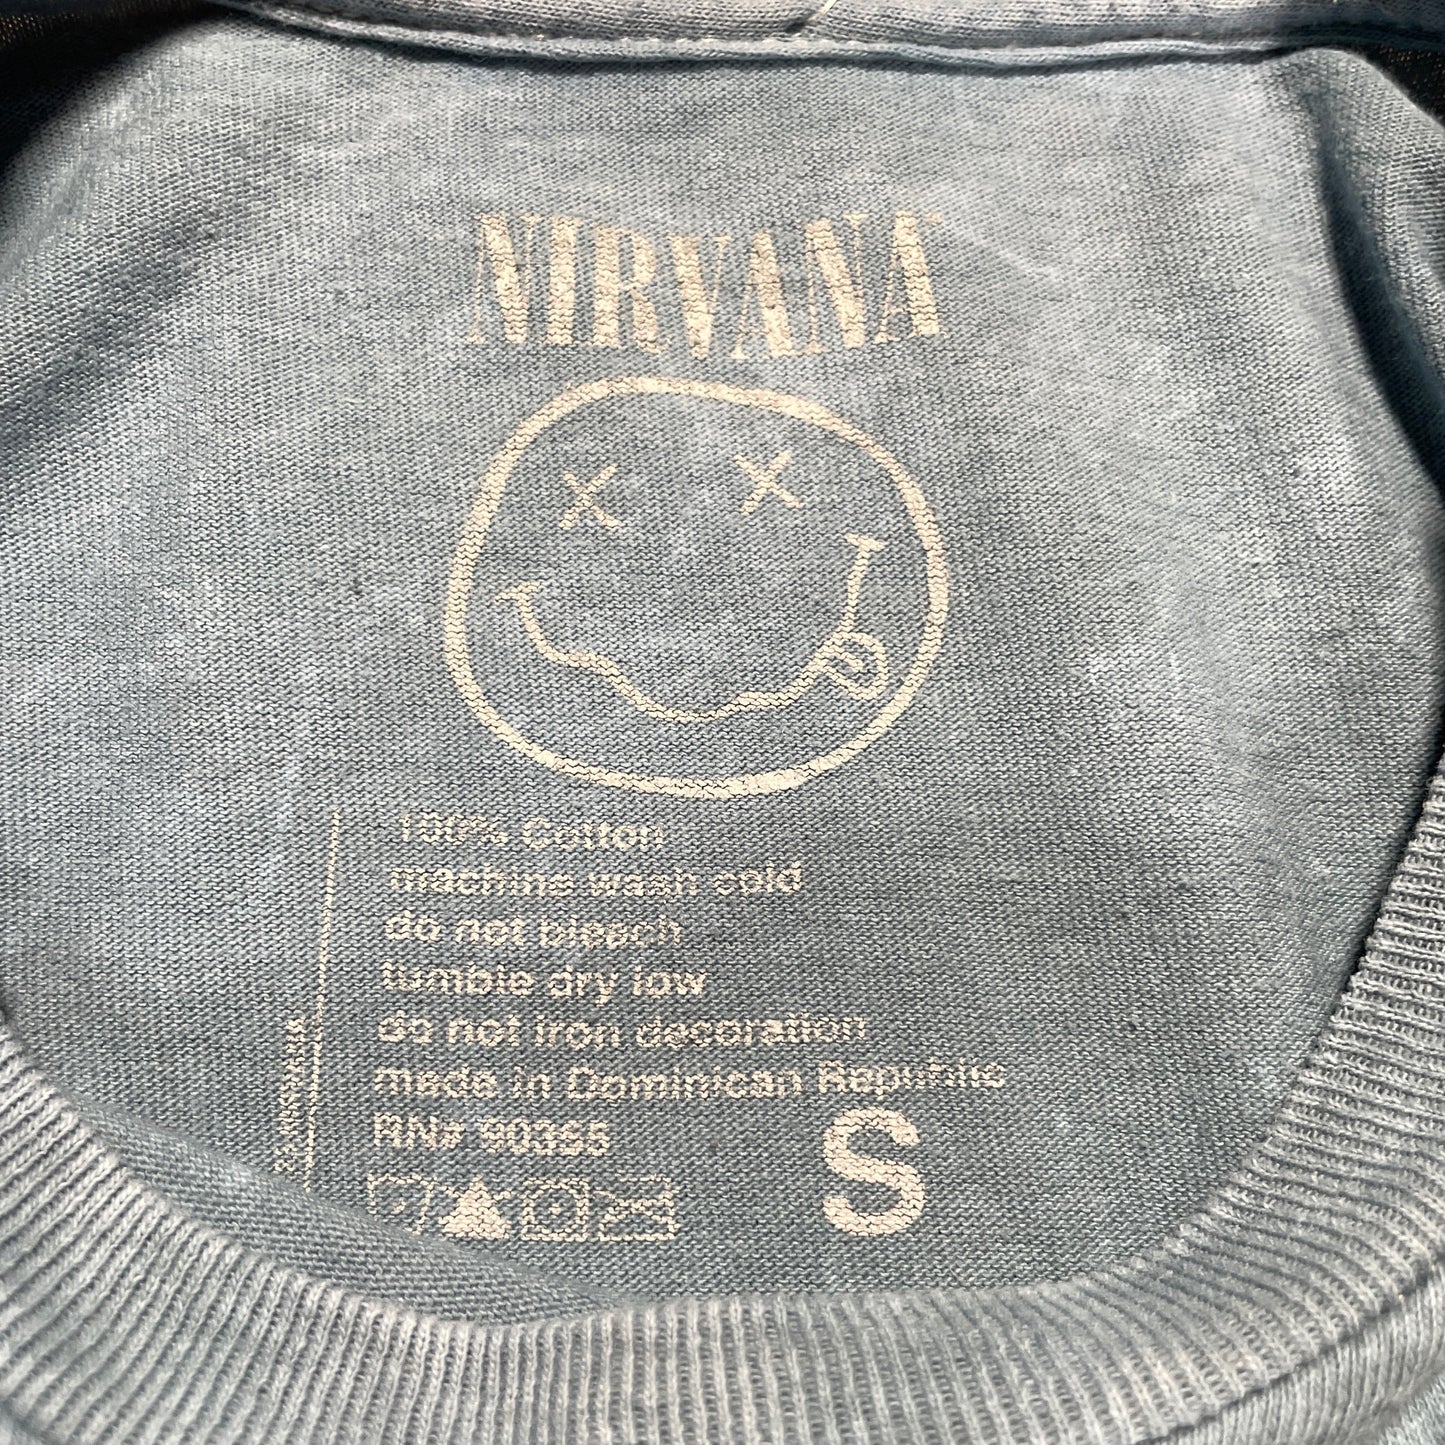 NIRVANA
100% Cotton
machine wash cold
do not bleach
tumble dry low
do not iron decoration
made in Dominican Republic
RN# 90365
S